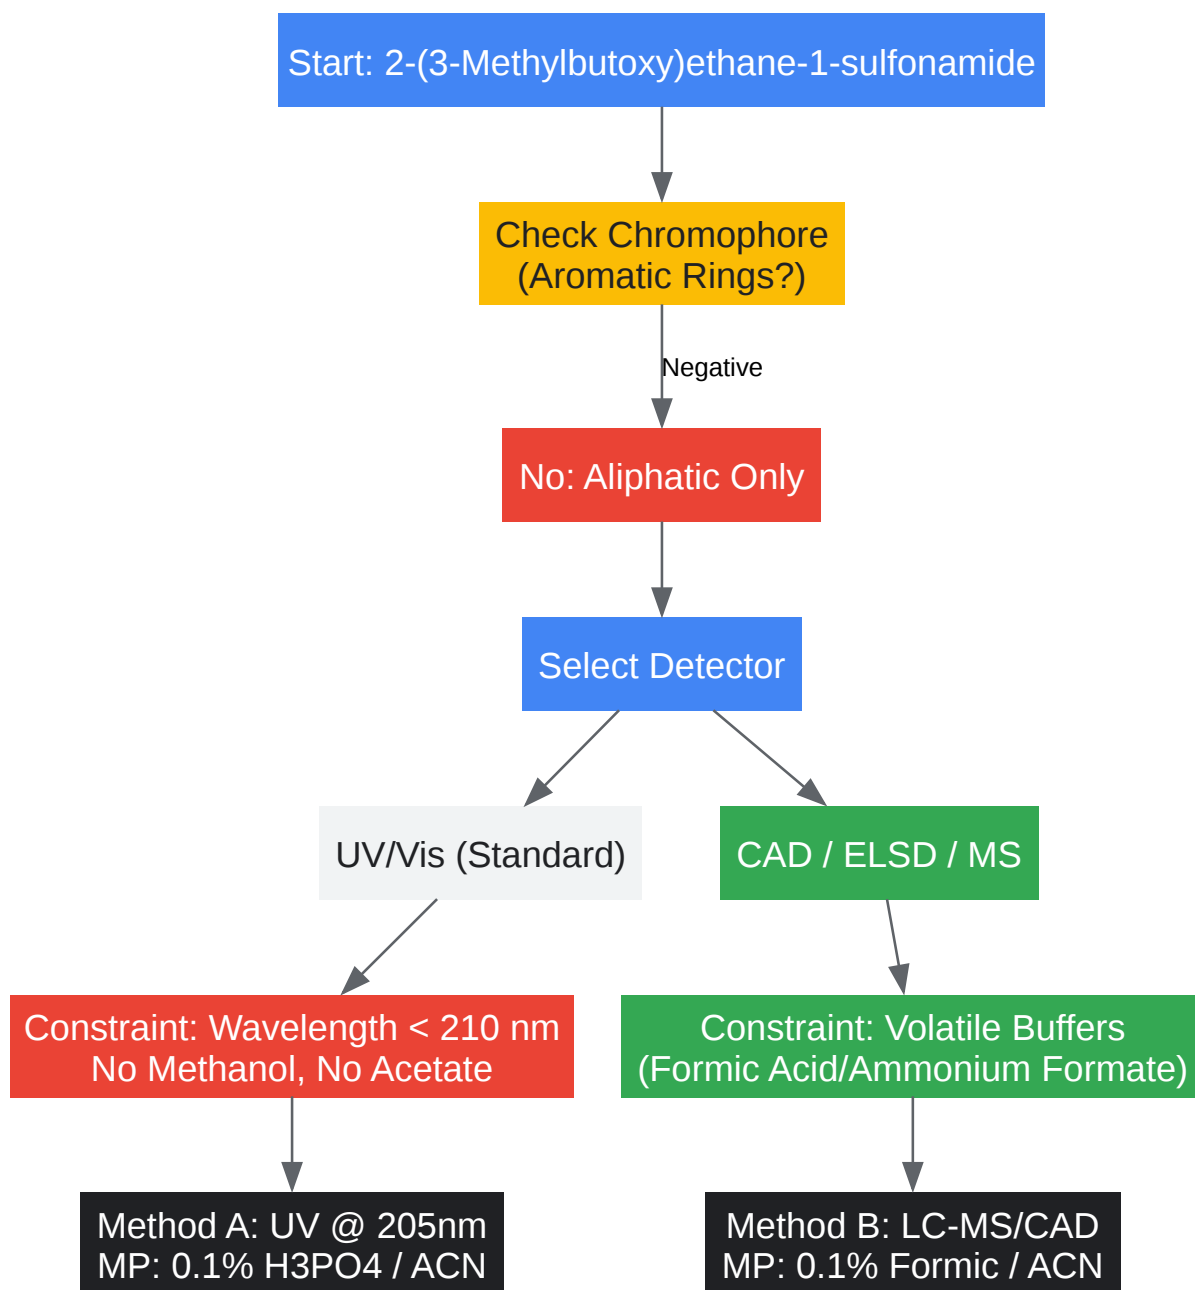 Start: 2-(3-Methylbutoxy)ethane-1-sulfonamide
Check Chromophore
(Aromatic Rings?)
Negative
No: Aliphatic Only
Select Detector
UV/Vis (Standard)
CAD / ELSD / MS
Constraint: Wavelength < 210 nm
No Methanol, No Acetate
Constraint: Volatile Buffers
(Formic Acid/Ammonium Formate)
Method A: UV @ 205nm
MP: 0.1% H3PO4 / ACN
Method B: LC-MS/CAD
MP: 0.1% Formic / ACN